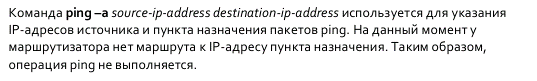 Команда ping –a source-ip-address destination-ip-address используется для указания
IP-адресов источника и пункта назначения пакетов ping. На данный момент у
маршрутизатора нет маршрута к IP-адресу пункта назначения. Таким образом,
операция ping не выполняется.